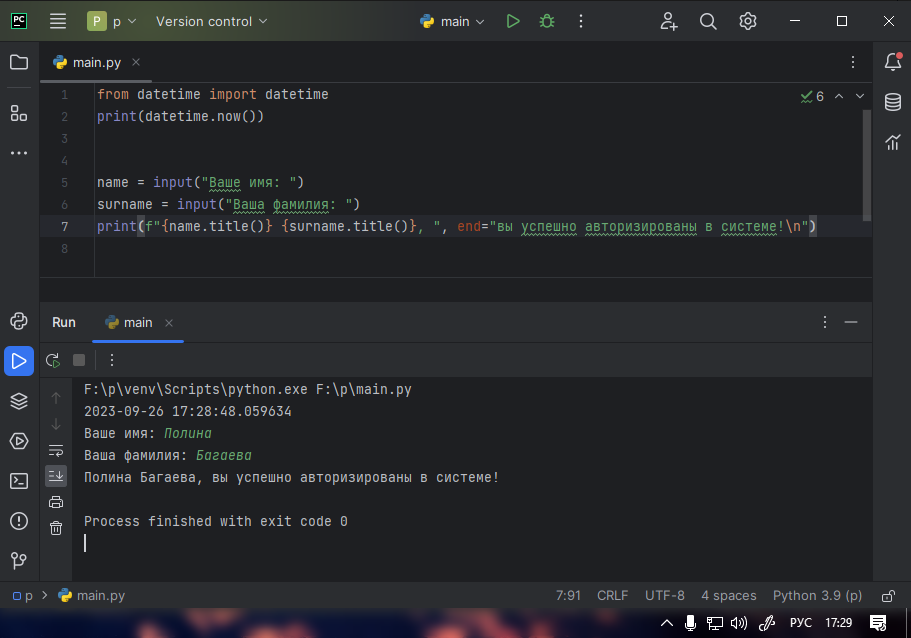 PC P p Version control main
main.py
1 from datetime import datetime 6
2 print(datetime.now())
3
4
5 name = input("Ваше имя: ")
6 surname = input("Ваша фамилия: ")
7 print(f"{name.title()} {surname.title()}, ", end="вы успешно авторизированы в системе!\n")
8
Run main
F:\p\venv\Scripts\python.exe F:\p\main.py
2023-09-26 17:28:48.059634
Ваше имя: Полина
Ваша фамилия: Багаева
Полина Багаева, вы успешно авторизированы в системе!
Process finished with exit code 0
p main.py 7:91 CRLF UTF-8 4 spaces Python 3.9 (p)
РУС 17:29